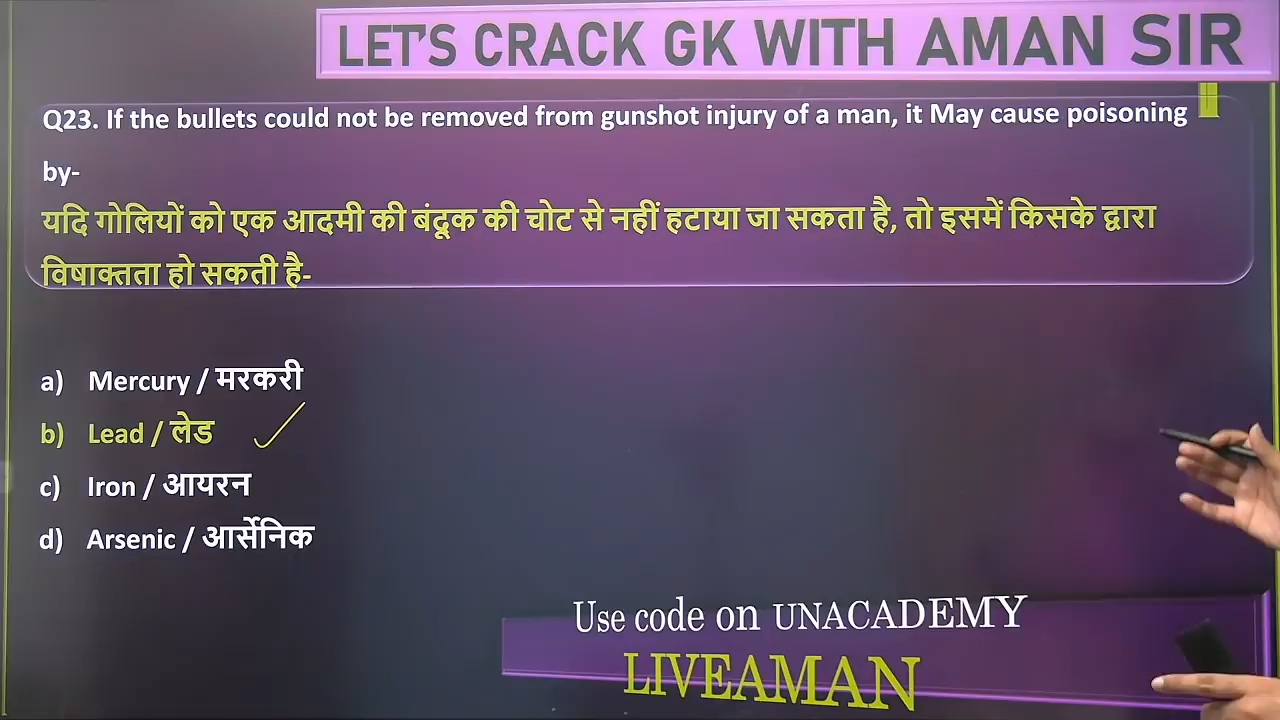 LET'S CRACK GK WITH AMAN SIR
Q23. If the bullets could not be removed from gunshot injury of a man, it May cause poisoning
by-
यदि गोलियों को एक आदमी की बंदूक की चोट से नहीं हटाया जा सकता है, तो इसमें किसके द्वारा
विषाक्तता हो सकती है-
a) Mercury / मरकरी
b) Lead / लेड
c) Iron / आयरन
d) Arsenic / आर्सेनिक
Use code on UNACADEMY
LIVEAMAN